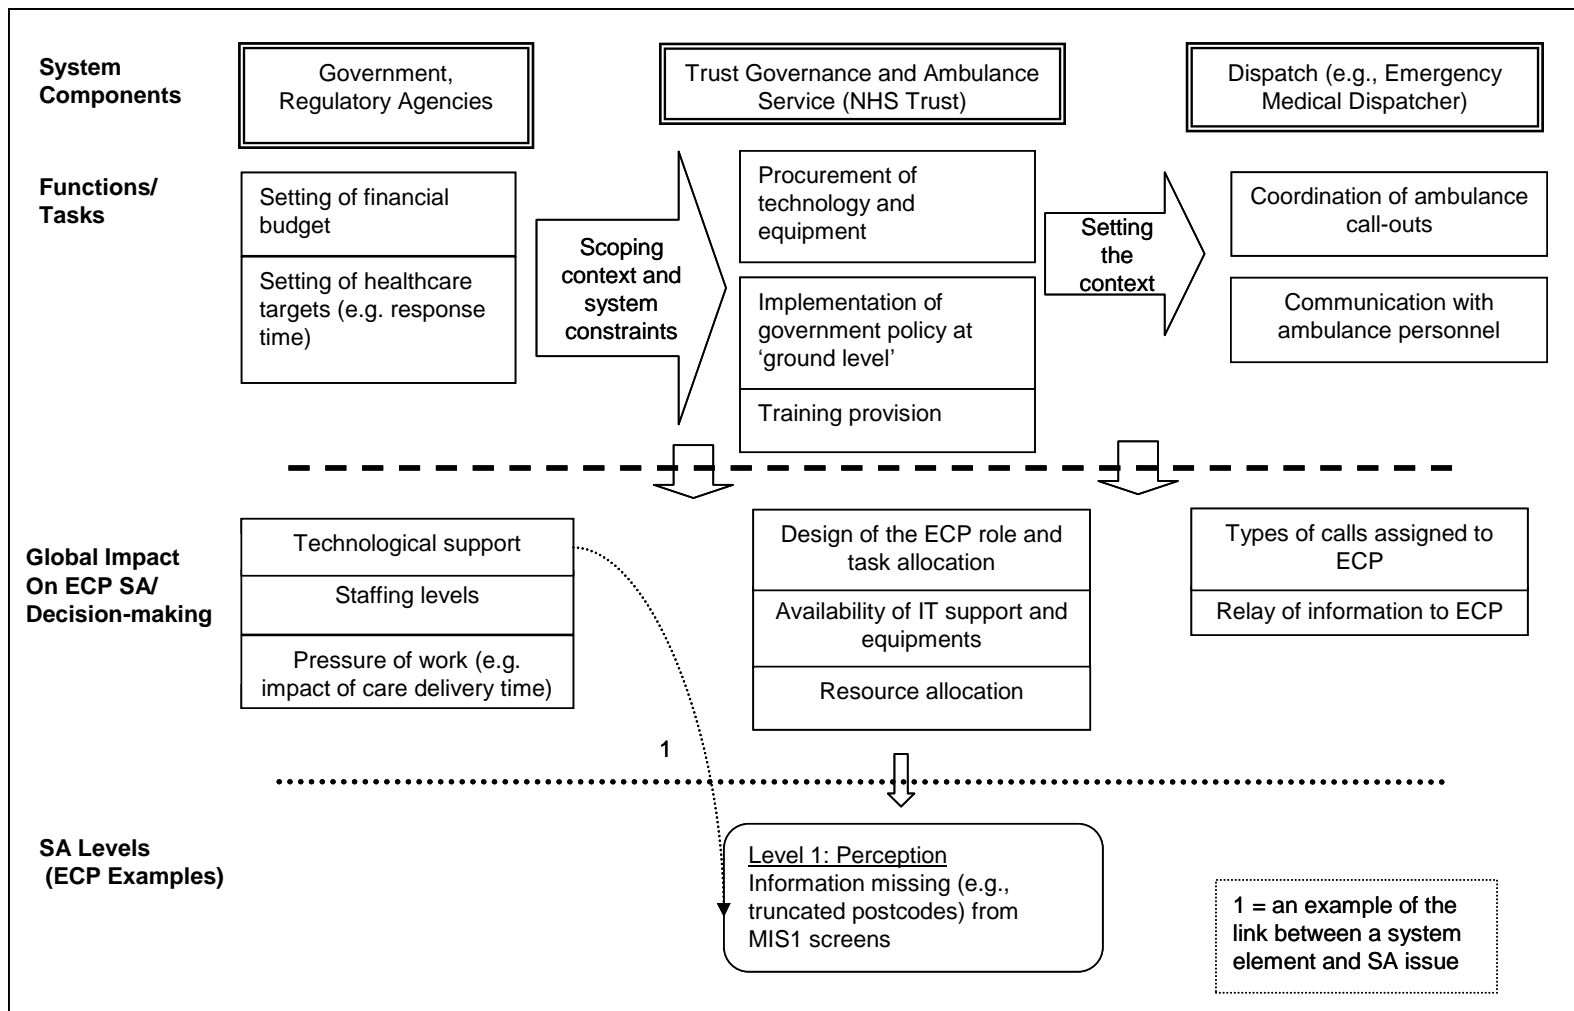 System
Components
Government,
Regulatory Agencies
Trust Governance and Ambulance
Service (NHS Trust)
Dispatch (e.g., Emergency
Medical Dispatcher)
Functions/
Tasks
Setting of financial
budget
Setting of healthcare
targets (e.g. response
time)
Scoping
context and
system
constraints
Procurement of
technology and
equipment
Implementation of
government policy at
‘ground level’
Training provision
Setting
the
context
Coordination of ambulance
call-outs
Communication with
ambulance personnel
Global Impact
On ECP SA/
Decision-making
Technological support
Staffing levels
Pressure of work (e.g.
impact of care delivery time)
Design of the ECP role and
task allocation
Availability of IT support and
equipments
Resource allocation
Types of calls assigned to
ECP
Relay of information to ECP
1
SA Levels
(ECP Examples)
Level 1: Perception
Information missing (e.g.,
truncated postcodes) from
MIS1 screens
1 = an example of the
link between a system
element and SA issue